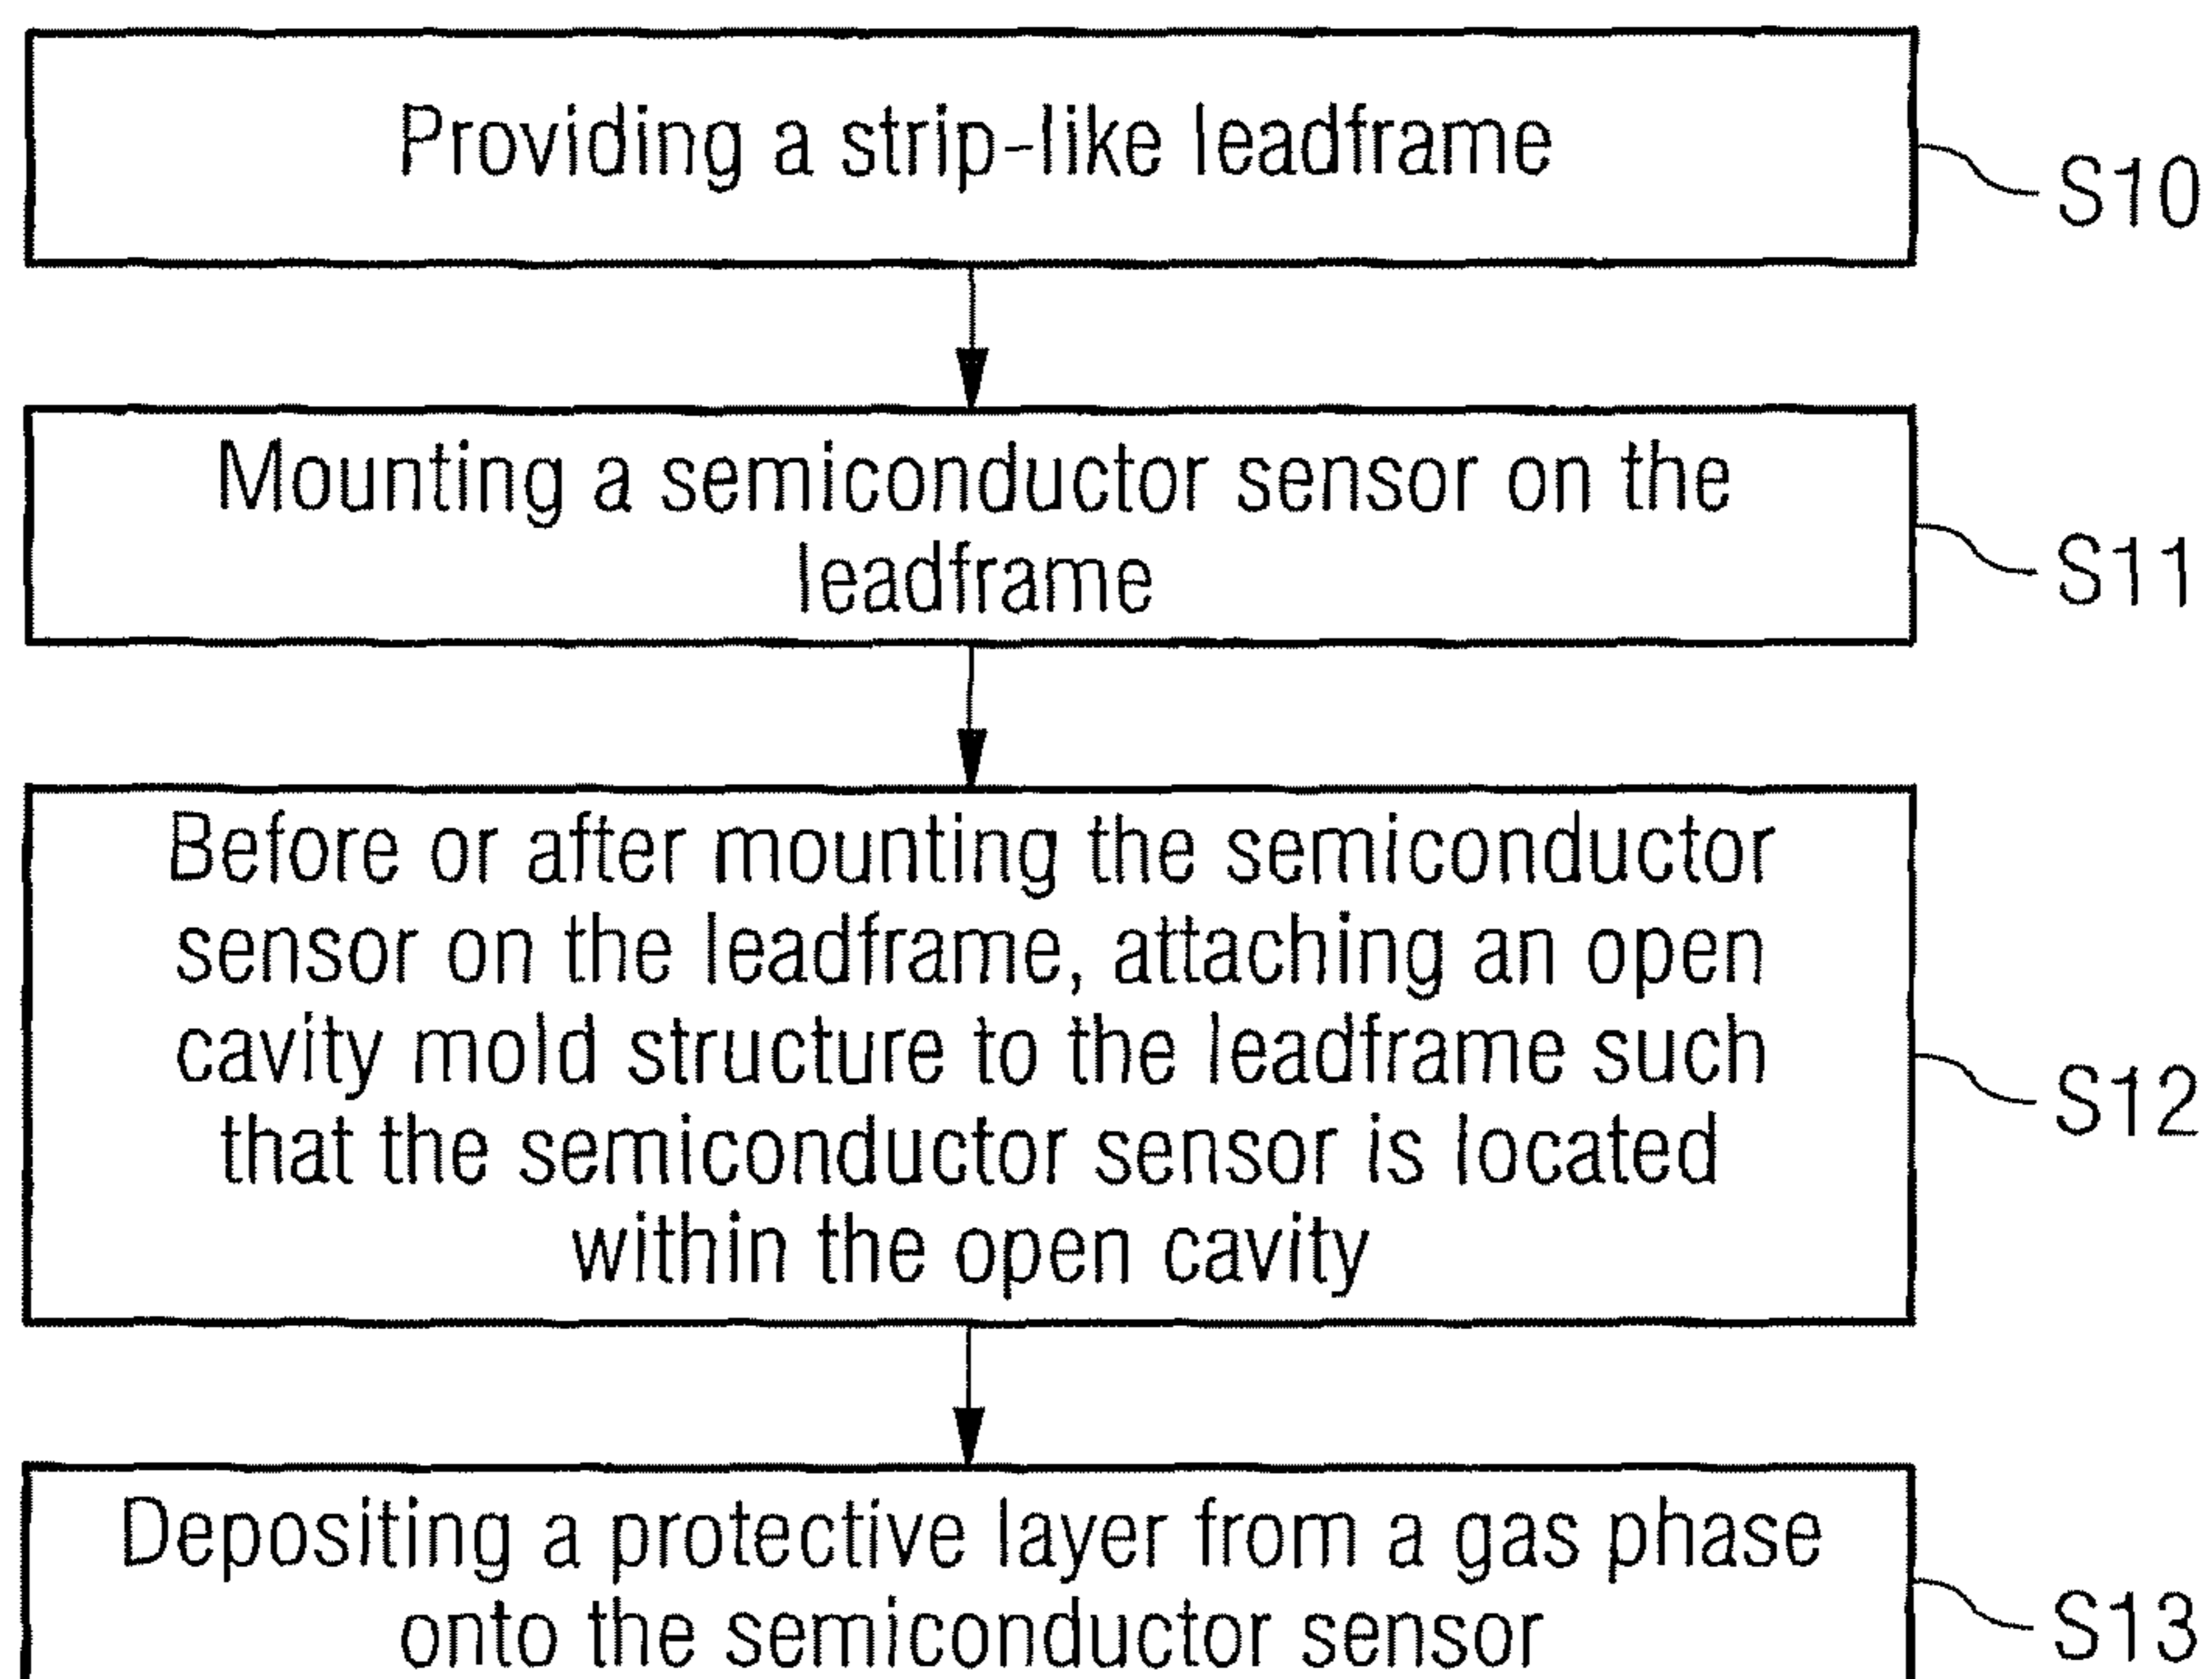 Providing a strip-like leadframe
S10
Mounting a semiconductor sensor on the
leadframe
S11
Before or after mounting the semiconductor
sensor on the leadframe, attaching an open
cavity mold structure to the leadframe such
that the semiconductor sensor is located
within the open cavity
S12
Depositing a protective layer from a gas phase
onto the semiconductor sensor
S13